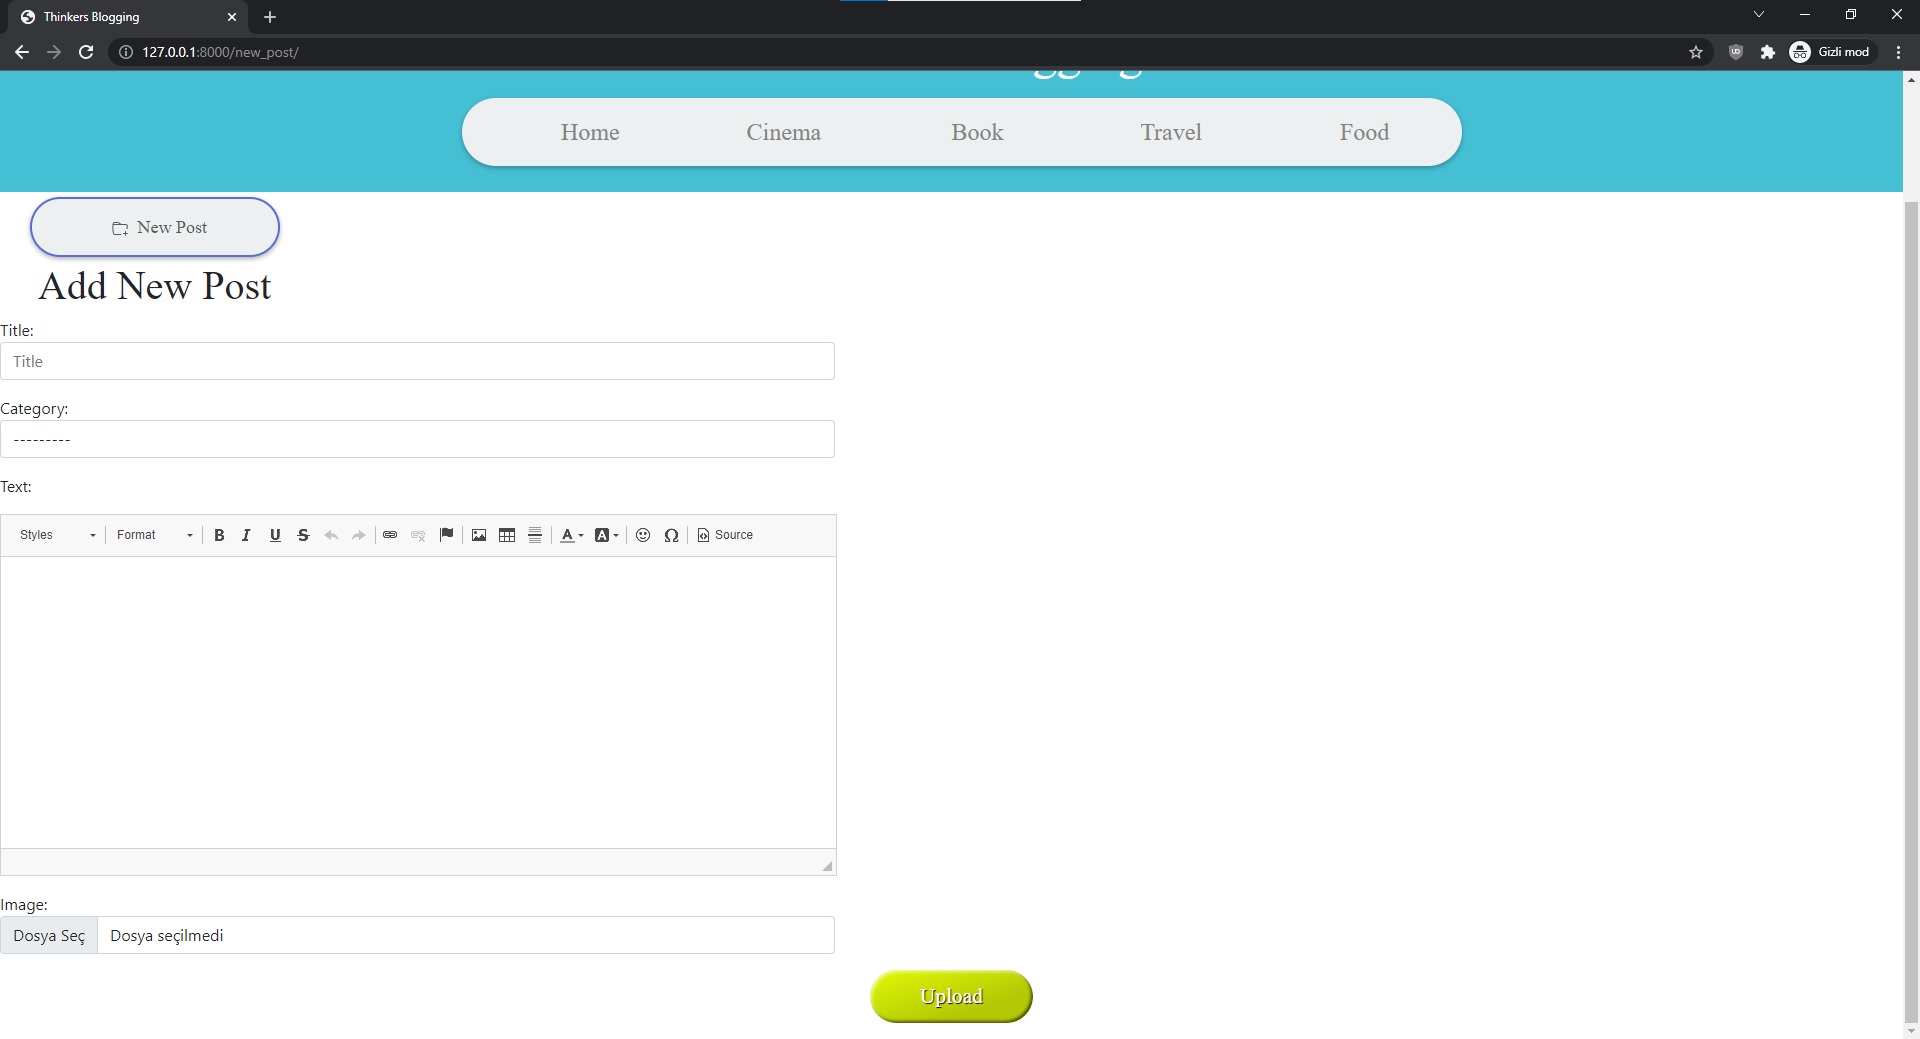 Thinkers Blogging
127.0.0.1:8000/new_post/
Gizli mod
Home Cinema Book Travel Food
New Post
Add New Post
Title:
Title
Category:
---------
Text:
Styles Format B I U S A A Ω Source
Image:
Dosya Seç Dosya seçilmedi
Upload